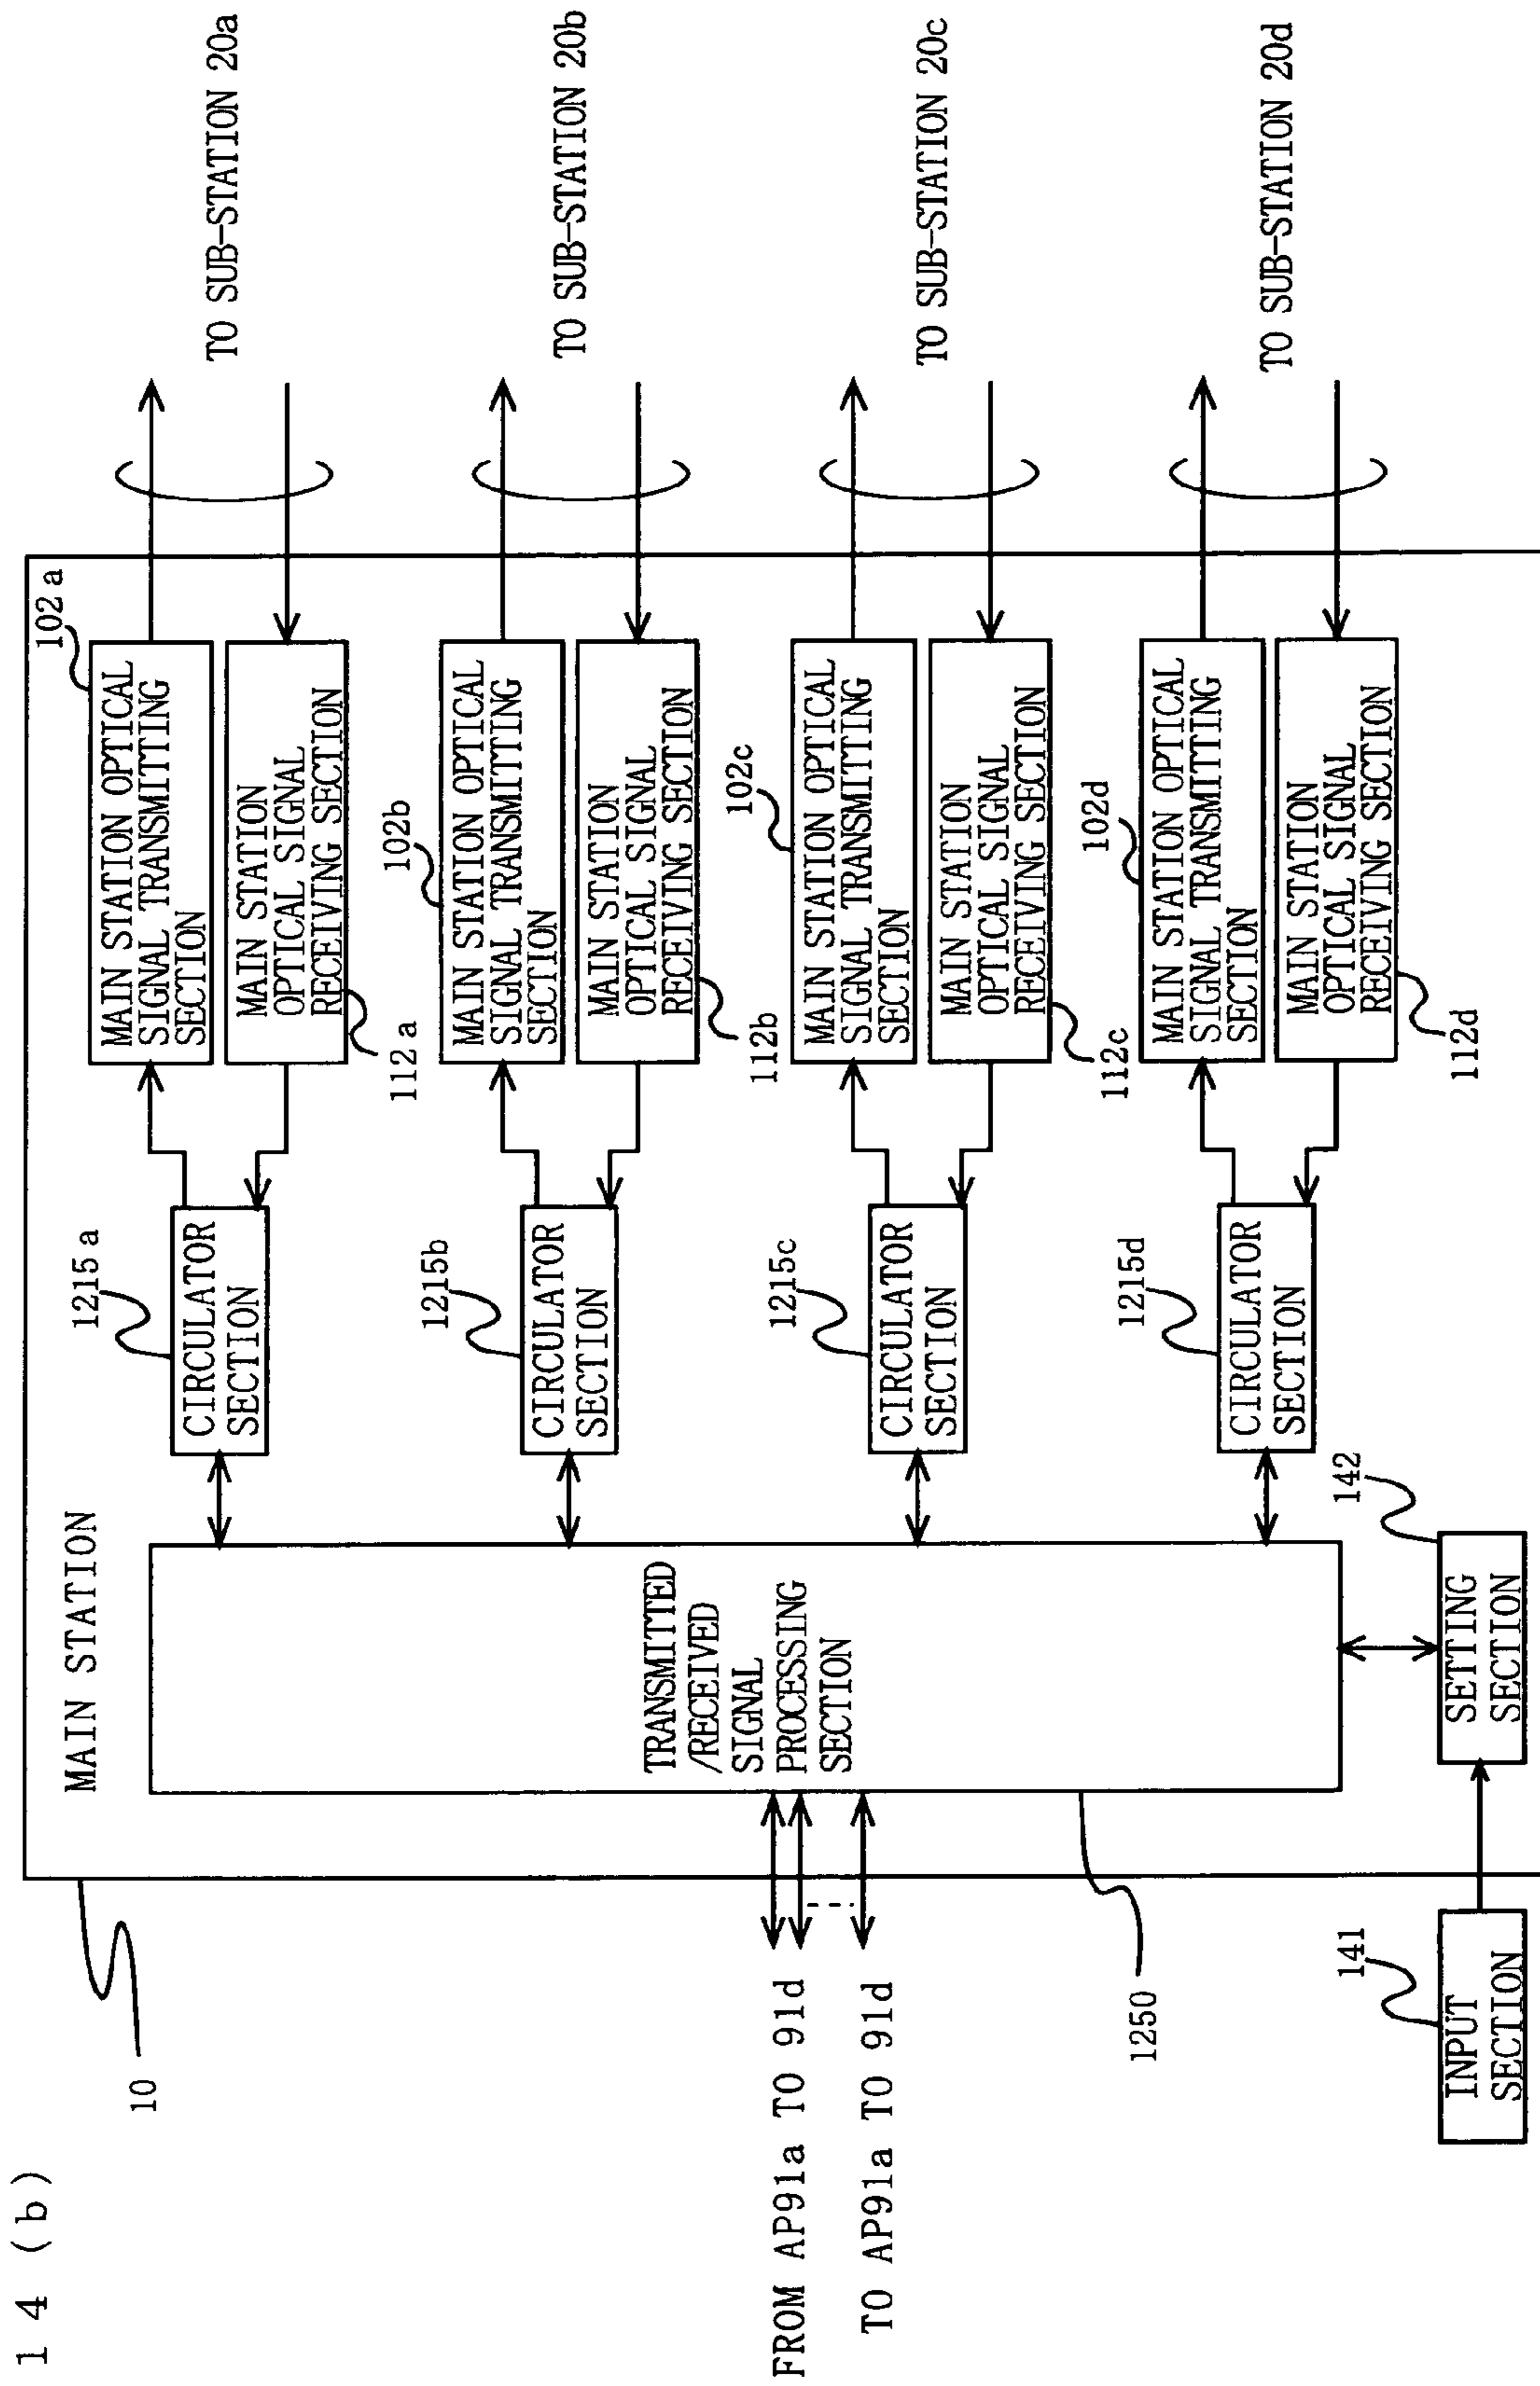 1 4 (b)
MAIN STATION
10
FROM AP91a TO 91d
TO AP91a TO 91d
1250
TRANSMITTED
/RECEIVED
SIGNAL
PROCESSING
SECTION
141
INPUT
SECTION
142
SETTING
SECTION
1215a
CIRCULATOR
SECTION
102a
MAIN STATION OPTICAL
SIGNAL TRANSMITTING
SECTION
MAIN STATION
OPTICAL SIGNAL
RECEIVING SECTION
112a
TO SUB-STATION 20a
1215b
CIRCULATOR
SECTION
102b
MAIN STATION OPTICAL
SIGNAL TRANSMITTING
SECTION
MAIN STATION
OPTICAL SIGNAL
RECEIVING SECTION
112b
TO SUB-STATION 20b
1215c
CIRCULATOR
SECTION
102c
MAIN STATION OPTICAL
SIGNAL TRANSMITTING
SECTION
MAIN STATION
OPTICAL SIGNAL
RECEIVING SECTION
112c
TO SUB-STATION 20c
1215d
CIRCULATOR
SECTION
102d
MAIN STATION OPTICAL
SIGNAL TRANSMITTING
SECTION
MAIN STATION
OPTICAL SIGNAL
RECEIVING SECTION
112d
TO SUB-STATION 20d